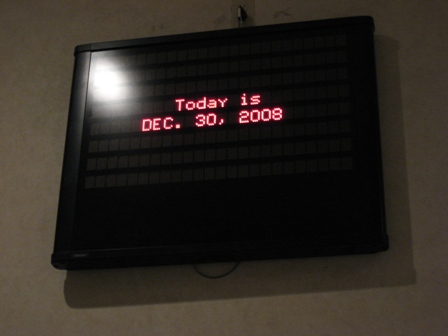 Today is
DEC. 30, 2008